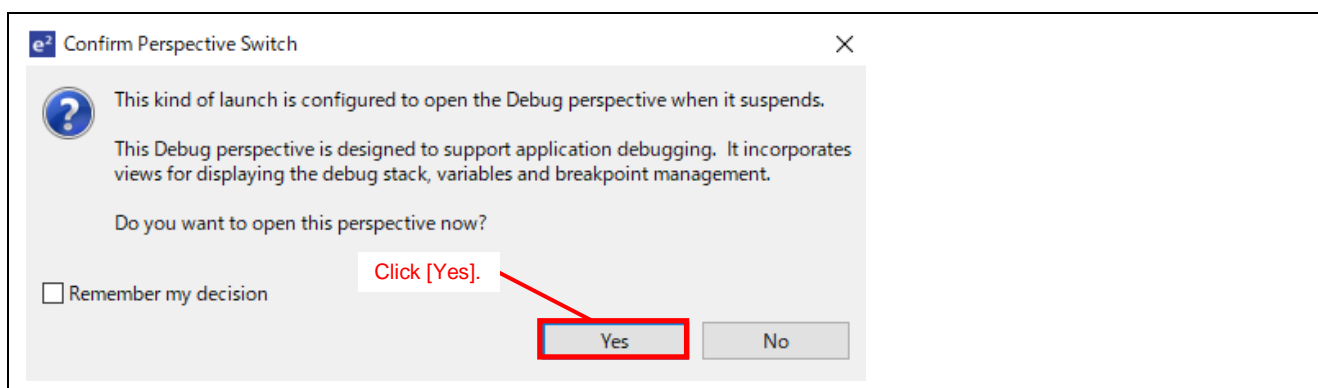 e² Confirm Perspective Switch
This kind of launch is configured to open the Debug perspective when it suspends.
This Debug perspective is designed to support application debugging. It incorporates
views for displaying the debug stack, variables and breakpoint management.
Do you want to open this perspective now?
Click [Yes].
Remember my decision
Yes No